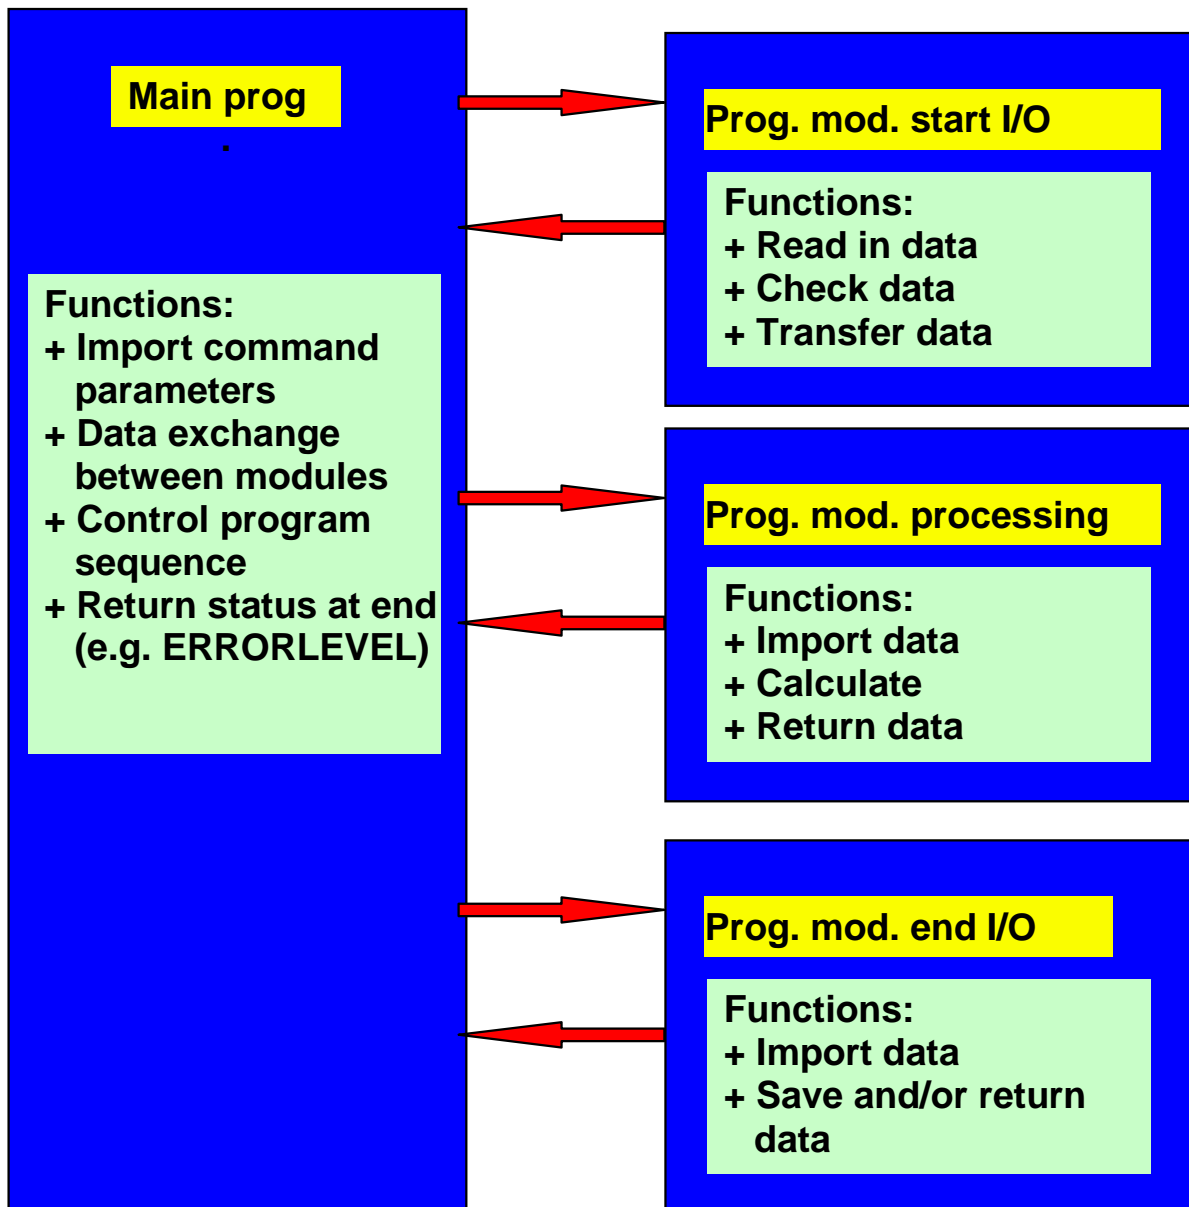 Main prog
.
Functions:
+ Import command
parameters
+ Data exchange
between modules
+ Control program
sequence
+ Return status at end
(e.g. ERRORLEVEL)
Prog. mod. start I/O
Functions:
+ Read in data
+ Check data
+ Transfer data
Prog. mod. processing
Functions:
+ Import data
+ Calculate
+ Return data
Prog. mod. end I/O
Functions:
+ Import data
+ Save and/or return
data